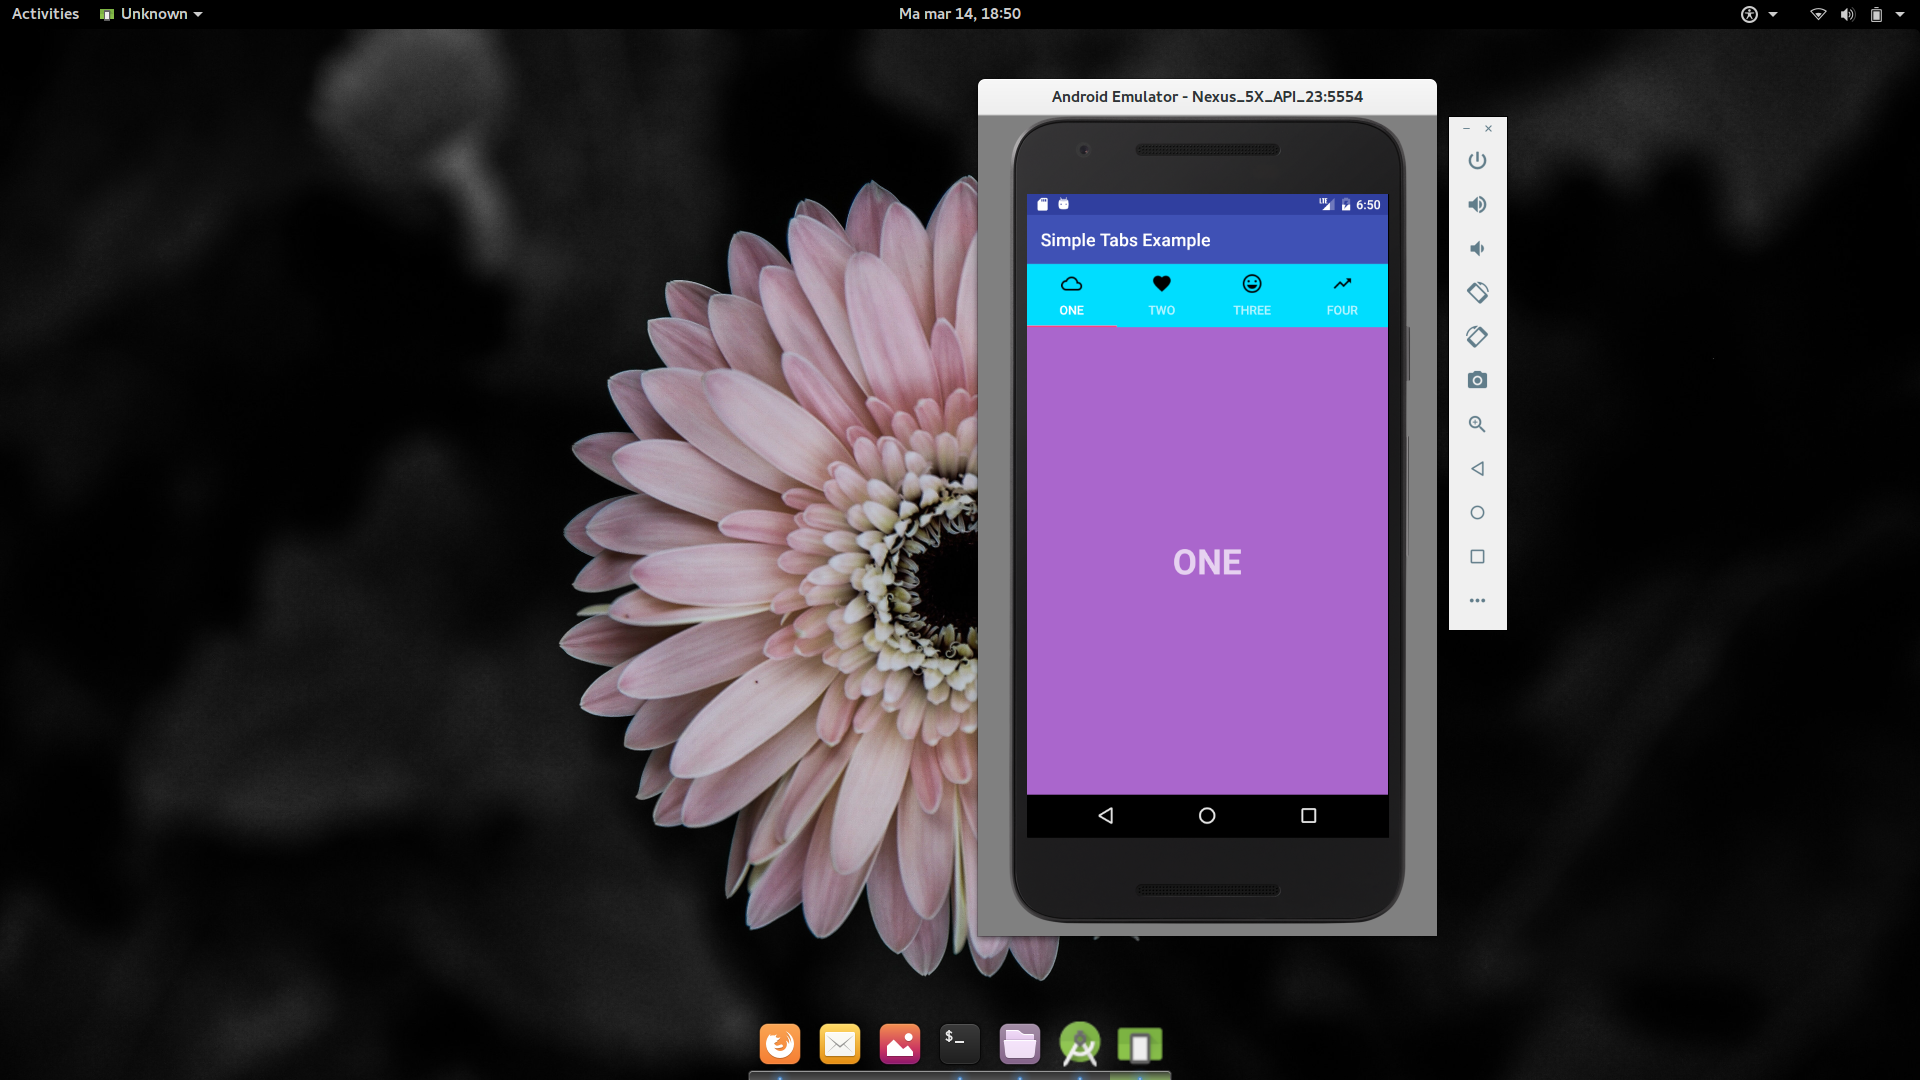 Activities
Unknown
Ma mar 14, 18:50
Android Emulator - Nexus_5X_API_23:5554
LTE
6:50
Simple Tabs Example
ONE
TWO
THREE
FOUR
ONE
$_